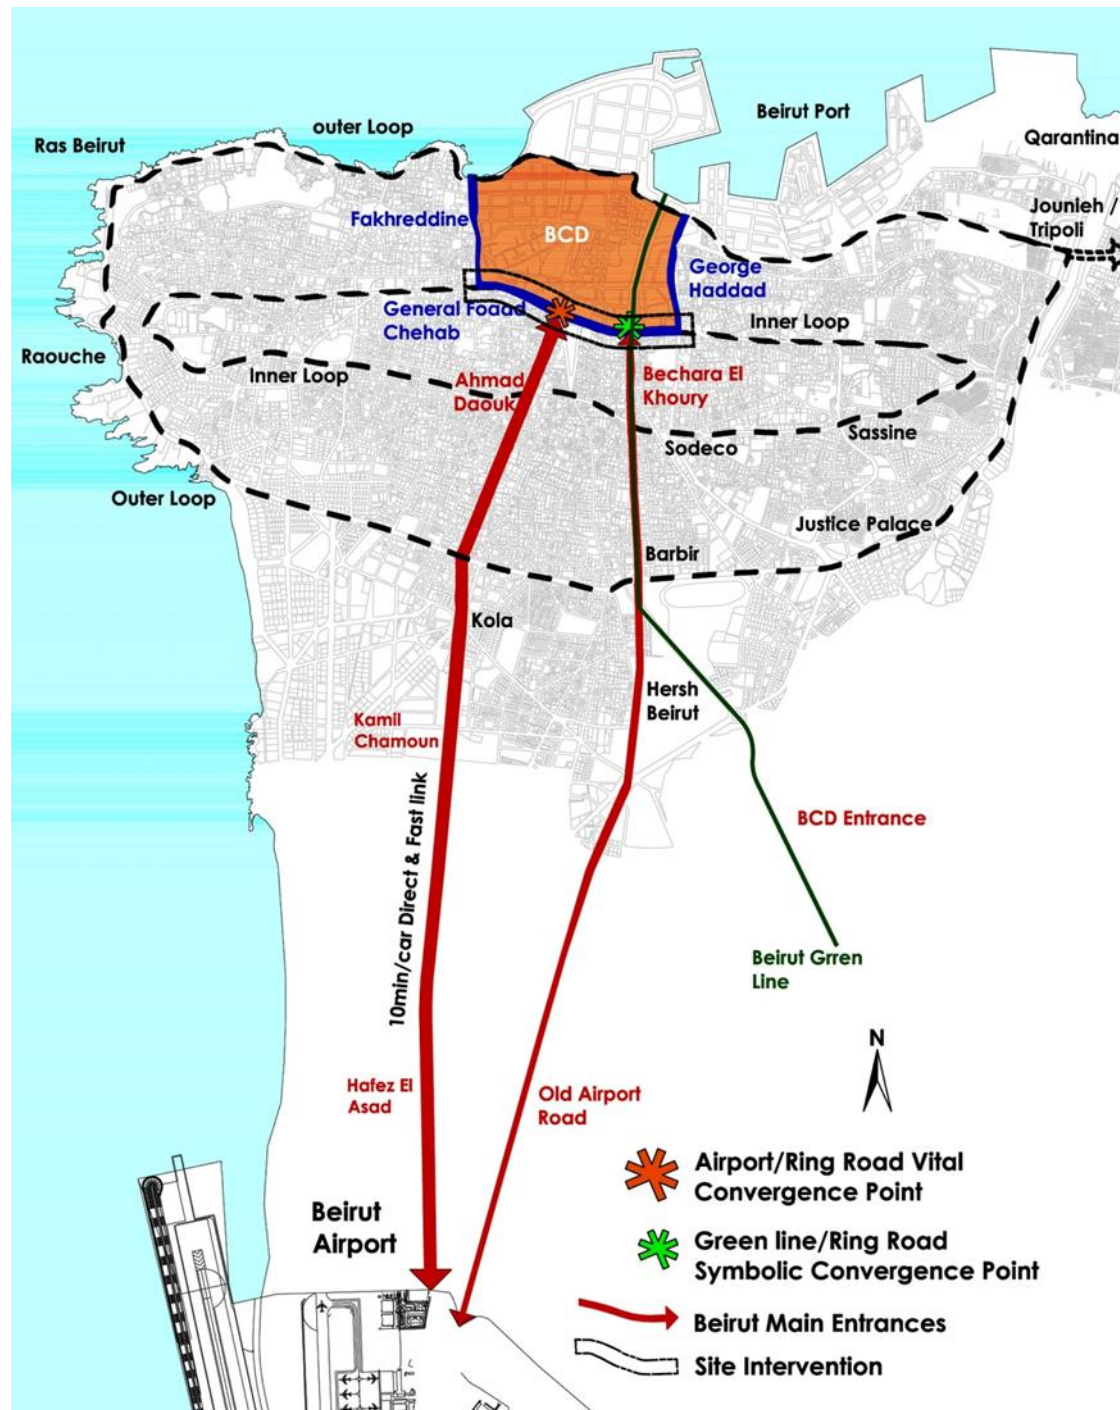 outer Loop
Beirut Port
Ras Beirut
Qarantina
Fakhreddine
BCD
Jounleh /
Tripoli
George
Haddad
General Foaad
Chehab
Inner Loop
Raouche
Inner Loop
Ahmad
Daouk
Bechara El
Khoury
Sodeco
Sassine
Outer Loop
Justice Palace
Barbir
Kola
Hersh
Beirut
Kamil
Chamoun
10min/car Direct & Fast link
BCD Entrance
Beirut Grren
Line
N
Hafez El
Asad
Old Airport
Road
Beirut
Airport
Airport/Ring Road Vital
Convergence Point
Green line/Ring Road
Symbolic Convergence Point
Beirut Main Entrances
Site Intervention